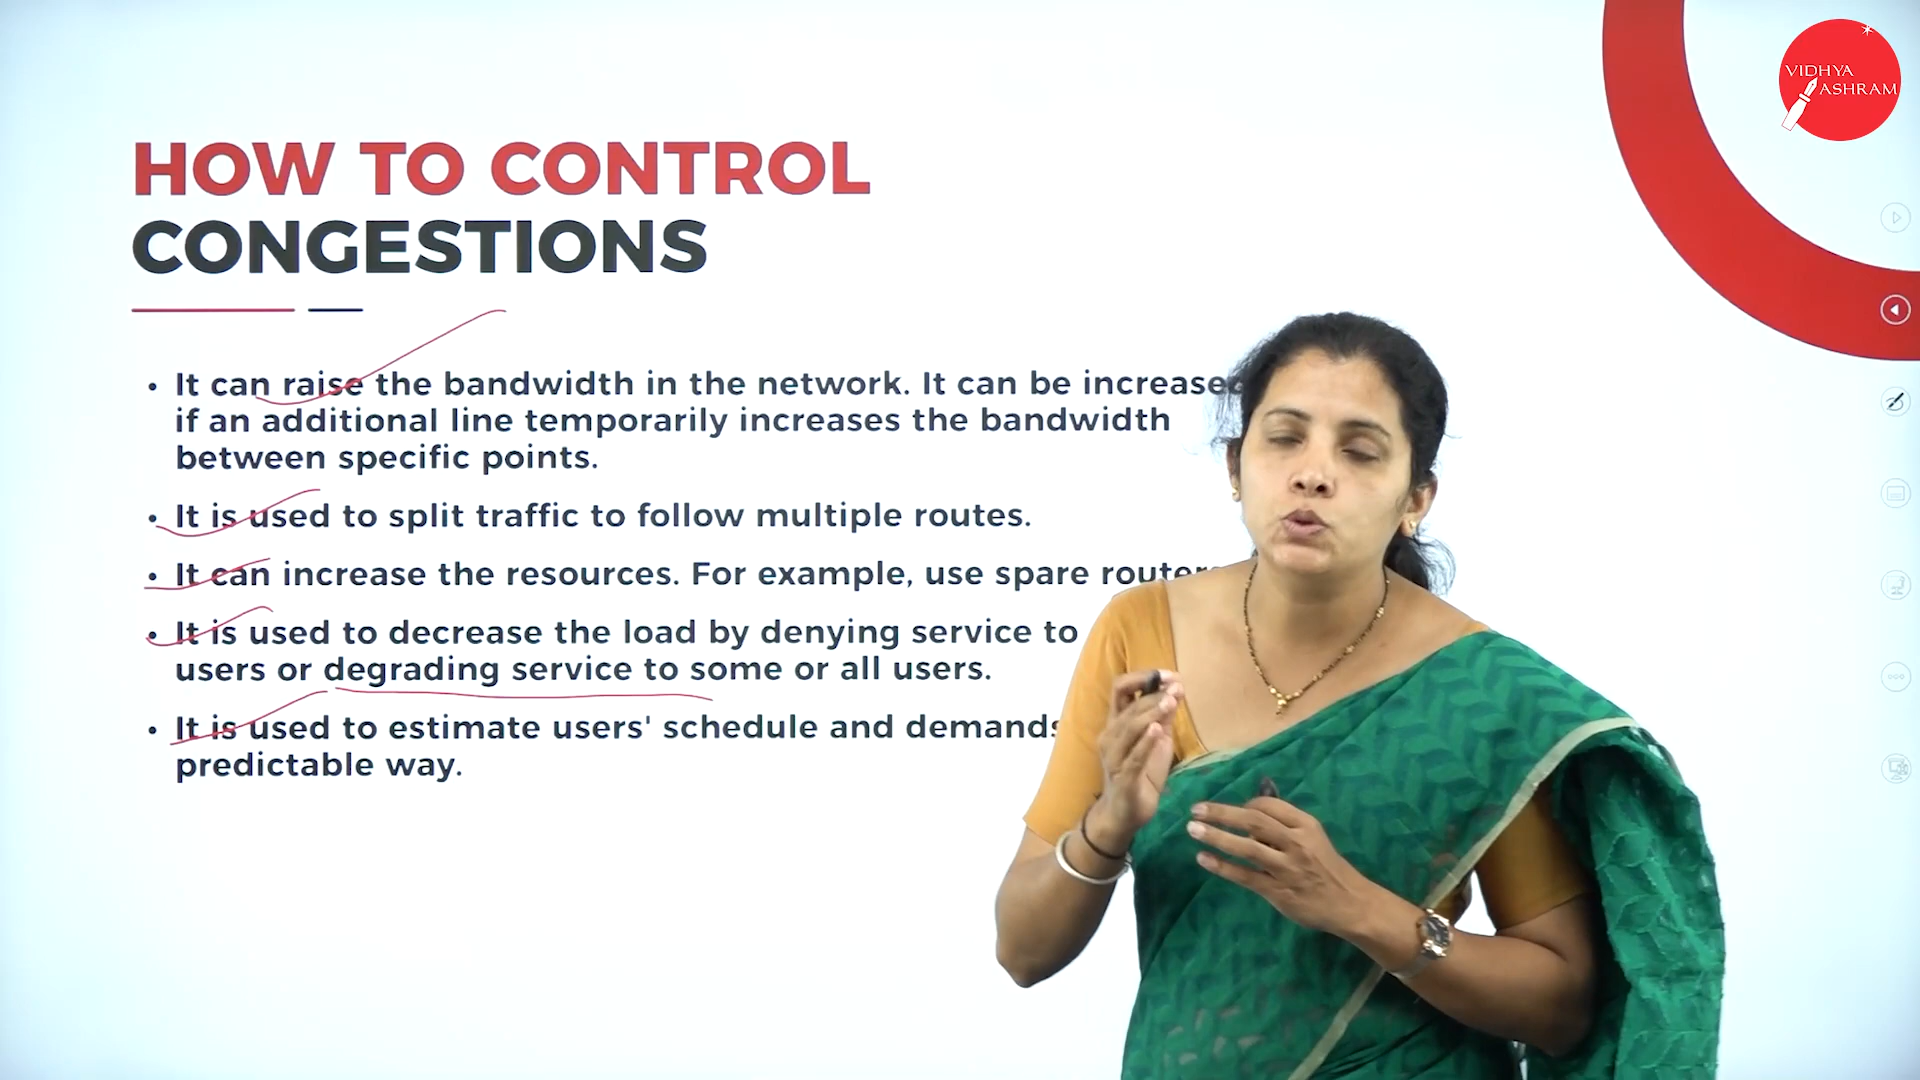 VIDHYA
ASHRAM
HOW TO CONTROL
CONGESTIONS
• It can raise the bandwidth in the network. It can be increased
if an additional line temporarily increases the bandwidth
between specific points.
• It is used to split traffic to follow multiple routes.
• It can increase the resources. For example, use spare routers
• It is used to decrease the load by denying service to
users or degrading service to some or all users.
• It is used to estimate users' schedule and demands
predictable way.